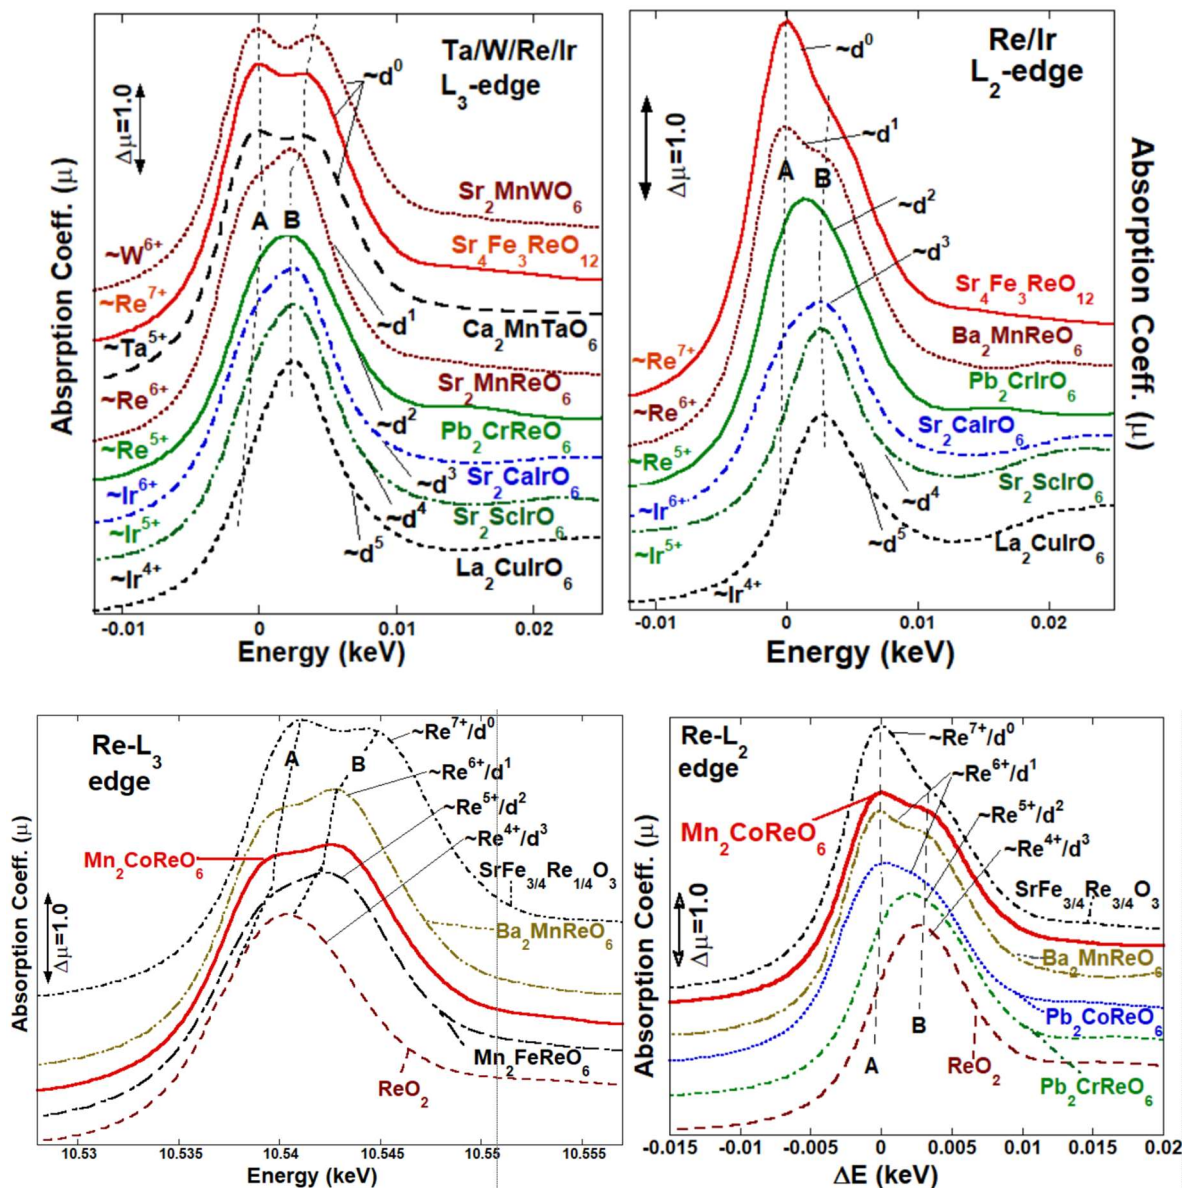 Ta/W/Re/Ir
L3-edge
~d0
Δμ=1.0
Absprption Coeff. (μ)
A B
Sr2MnWO6
~W6+
Sr4Fe3ReO12
~Re7+
~d1
Ca2MnTaO6
~Ta5+
Sr2MnReO6
~Re6+
~d2
Pb2CrReO6
~Re5+
~d3
Sr2CaIrO6
~Ir6+
~d4
Sr2ScIrO6
~Ir5+
~d5
La2CuIrO6
~Ir4+
-0.01 0 0.01 0.02
Energy (keV)
Re/Ir
L2-edge
~d0
Δμ=1.0
~d1
A B
~d2
~d3
Absorption Coeff. (μ)
Sr4Fe3ReO12
~Re7+
Ba2MnReO6
~Re6+
Pb2CrIrO6
~Re5+
Sr2CaIrO6
~Ir6+
~d4
Sr2ScIrO6
~Ir5+
~d5
La2CuIrO6
~Ir4+
-0.01 0 0.01 0.02
Energy (keV)
Re-L3
edge
A
B
~Re7+/d0
~Re6+/d1
~Re5+/d2
~Re4+/d3
Mn2CoReO6
SrFe3/4Re1/4O3
Δμ=1.0
Absorption Coeff. (μ)
Ba2MnReO6
Mn2FeReO6
ReO2
10.53 10.535 10.54 10.545 10.55 10.555
Energy (keV)
Re-L2
edge
~Re7+/d0
~Re6+/d1
~Re5+/d2
~Re4+/d3
Mn2CoReO6
SrFe3/4Re3/4O3
Δμ=1.0
Absorption Coeff. (μ)
Ba2MnReO6
Pb2CoReO6
B
A
ReO2
Pb2CrReO6
-0.015 -0.01 -0.005 0 0.005 0.01 0.015 0.02
ΔE (keV)